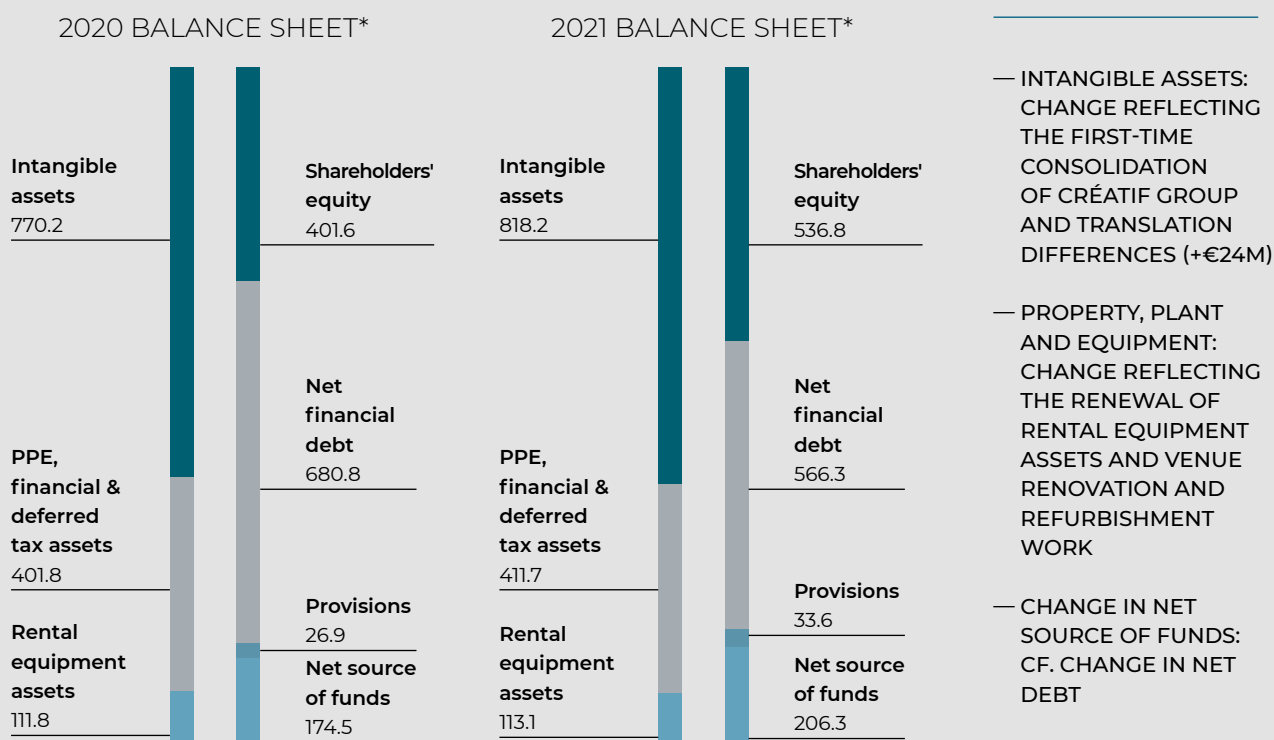 2020 BALANCE SHEET*
Intangible
assets
770.2
PPE,
financial &
deferred
tax assets
401.8
Rental
equipment
assets
111.8
Shareholders'
equity
401.6
Net
financial
debt
680.8
Provisions
26.9
Net source
of funds
174.5
2021 BALANCE SHEET*
Intangible
assets
818.2
PPE,
financial &
deferred
tax assets
411.7
Rental
equipment
assets
113.1
Shareholders'
equity
536.8
Net
financial
debt
566.3
Provisions
33.6
Net source
of funds
206.3
— INTANGIBLE ASSETS:
CHANGE REFLECTING
THE FIRST-TIME
CONSOLIDATION
OF CRÉATIF GROUP
AND TRANSLATION
DIFFERENCES (+€24M)
— PROPERTY, PLANT
AND EQUIPMENT:
CHANGE REFLECTING
THE RENEWAL OF
RENTAL EQUIPMENT
ASSETS AND VENUE
RENOVATION AND
REFURBISHMENT
WORK
— CHANGE IN NET
SOURCE OF FUNDS:
CF. CHANGE IN NET
DEBT